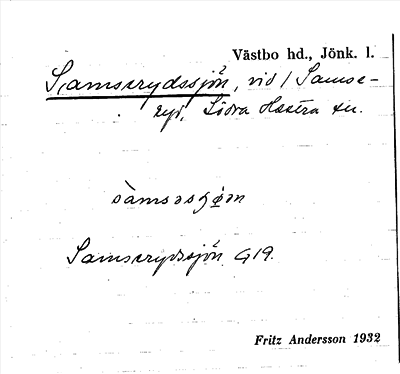 Västbo hd., Jönk. l.
Samserydssjön, vid / Samse-
ryd, Södra Hestra sn.
Samserydssjön G19.
Fritz Andersson 1932